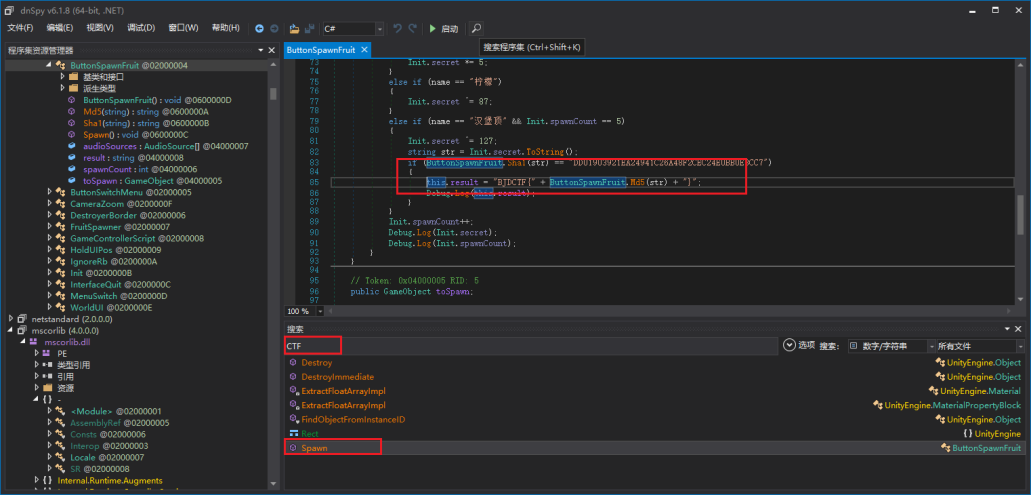 dnSpy v6.1.8 (64-bit, .NET)
文件(F) 编辑(E) 视图(V) 调试(D) 窗口(W) 帮助(H) C# 启动
搜索程序集 (Ctrl+Shift+K)
程序集资源管理器
ButtonSpawnFruit @02000004
基类和接口
派生类型
ButtonSpawnFruit() : void @0600000D
Md5(string) : string @0600000A
Sha1(string) : string @0600000B
Spawn() : void @0600000C
audioSources : AudioSource[] @04000007
result : string @04000008
spawnCount : int @04000006
toSpawn : GameObject @04000005
ButtonSwitchMenu @02000005
CameraZoom @0200000F
DestroyerBorder @02000006
FruitSpawner @02000007
GameControllerScript @02000008
HoldUIPos @02000009
IgnoreRb @0200000A
Init @0200000B
InterfaceQuit @0200000C
MenuSwitch @0200000D
WorldUI @0200000E
netstandard (2.0.0.0)
mscorlib (4.0.0.0)
mscorlib.dll
PE
类型引用
引用
资源
{ } -
<Module> @02000001
AssemblyRef @02000005
Consts @02000006
Interop @02000003
Locale @02000007
SR @02000008
{ } Internal.Runtime.Augments
ButtonSpawnFruit
73 Init.secret *= 5;
74 }
75 else if (name == "柠檬")
76 {
77 Init.secret ^= 87;
78 }
79 else if (name == "汉堡顶" && Init.spawnCount == 5)
80 {
81 Init.secret ^= 127;
82 string str = Init.secret.ToString();
83 if (ButtonSpawnFruit.Sha1(str) == "DD01903921EA24941C26A48F2CEC24E0BB0E8CC7")
84 {
85 this.result = "BJDCTF{" + ButtonSpawnFruit.Md5(str) + "}";
86 Debug.Log(this.result);
87 }
88 }
89 Init.spawnCount++;
90 Debug.Log(Init.secret);
91 Debug.Log(Init.spawnCount);
92 }
93 }
94
95 // Token: 0x04000005 RID: 5
96 public GameObject toSpawn;
97
100 %
搜索
CTF 选项 搜索: 数字/字符串 所有文件
Destroy UnityEngine.Object
DestroyImmediate UnityEngine.Object
ExtractFloatArrayImpl UnityEngine.Material
ExtractFloatArrayImpl UnityEngine.MaterialPropertyBlock
FindObjectFromInstanceID UnityEngine.Object
Rect { } UnityEngine
Spawn ButtonSpawnFruit